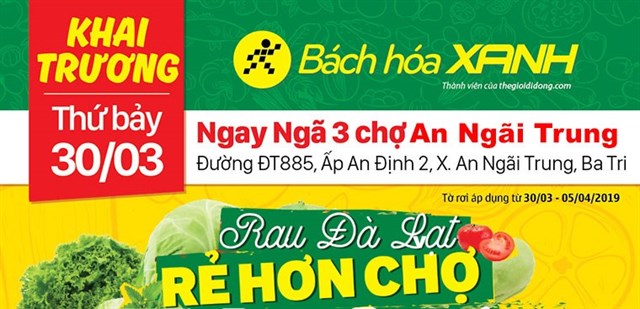 KHAI
TRƯƠNG
Thứ bảy
30/03
Bách hóa XANH
Thành viên của thegioididong.com
Ngay Ngã 3 chợ An Ngãi Trung
Đường ĐT885, Ấp An Định 2, X. An Ngãi Trung, Ba Tri
Tờ rơi áp dụng từ 30/03 - 05/04/2019
Rau Đà Lạt
RẺ HƠN CHỢ